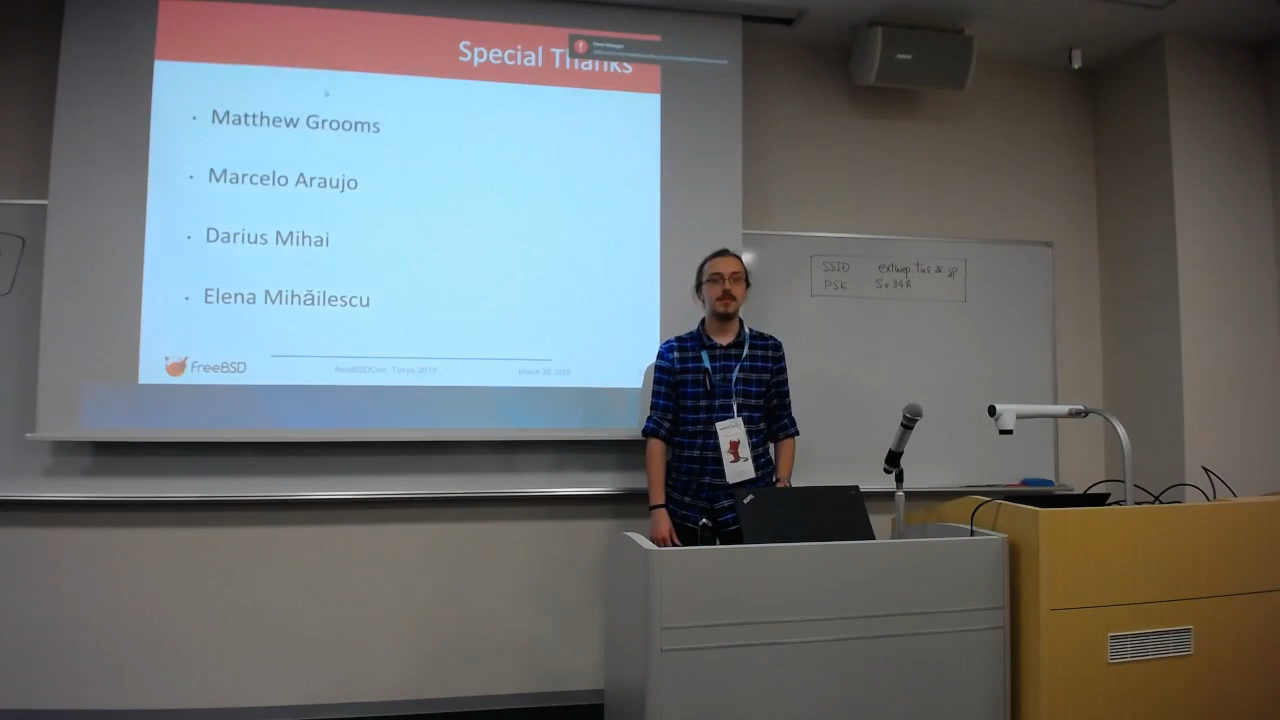 Special Thanks
Matthew Grooms
Marcelo Araujo
Darius Mihai
Elena Mihăilescu
freeBSD
AsiaBSDCon, Tokyo 2019
SSID
PSK